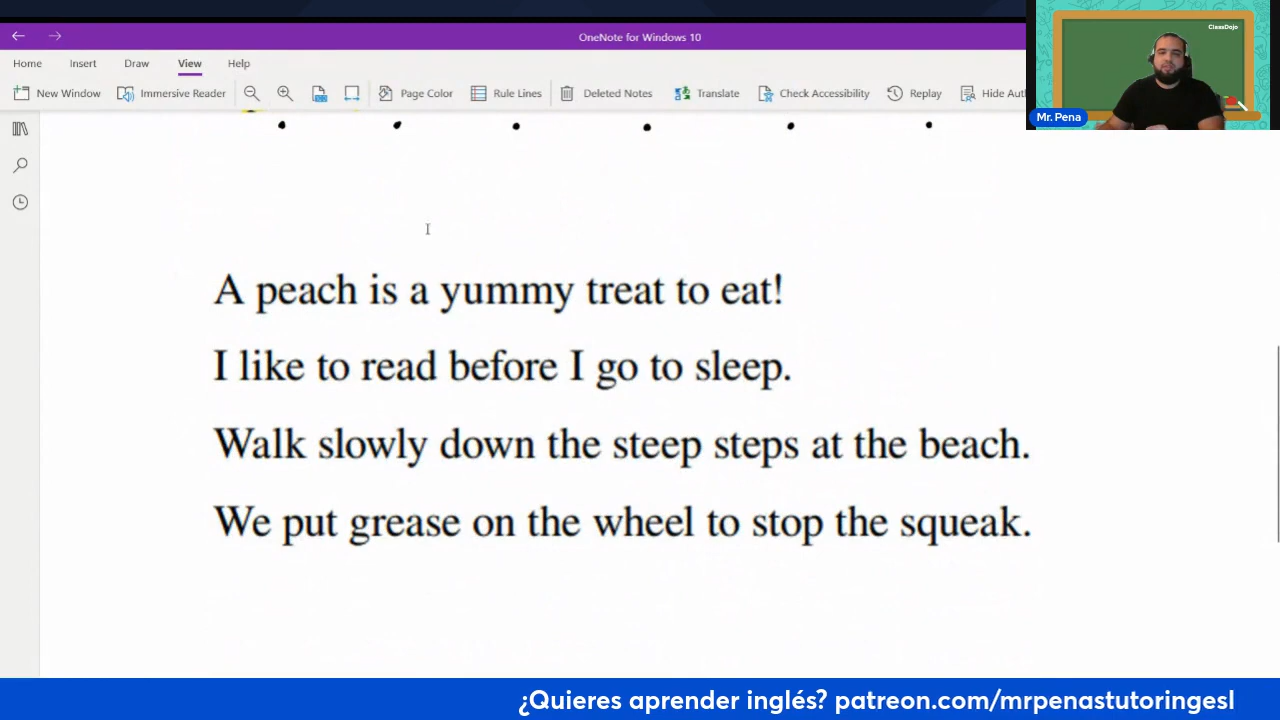 OneNote for Windows 10
Home Insert Draw View Help
New Window Immersive Reader Page Color Rule Lines Deleted Notes Translate Check Accessibility Replay Hide
ClassDojo
Mr. Pena
A peach is a yummy treat to eat!
I like to read before I go to sleep.
Walk slowly down the steep steps at the beach.
We put grease on the wheel to stop the squeak.
¿Quieres aprender inglés? patreon.com/mrpenastutoringesl